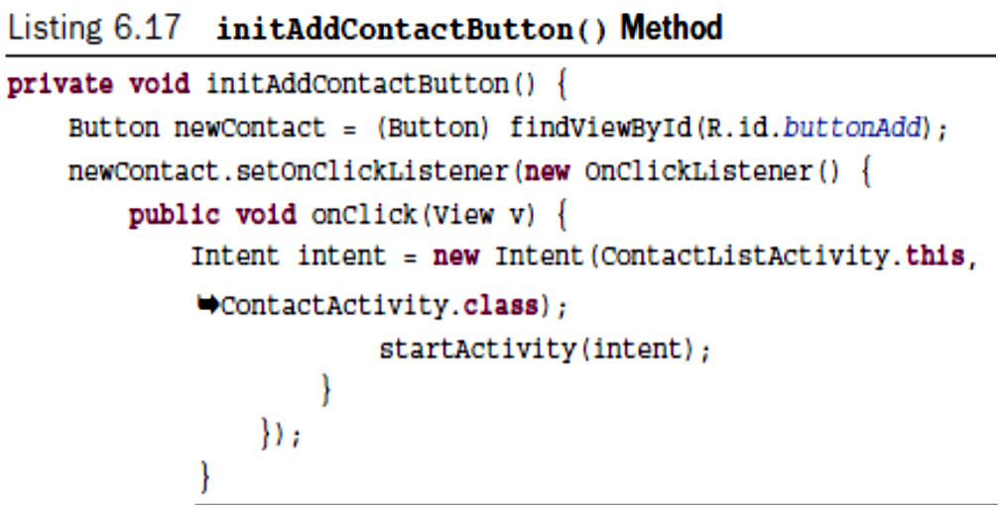 Listing 6.17 initAddContactButton() Method
private void initAddContactButton() {
Button newContact = (Button) findViewById(R.id.buttonAdd);
newContact.setOnClickListener(new OnClickListener() {
public void onClick(View v) {
Intent intent = new Intent(ContactListActivity.this,
➥ContactActivity.class);
startActivity(intent);
}
});
}